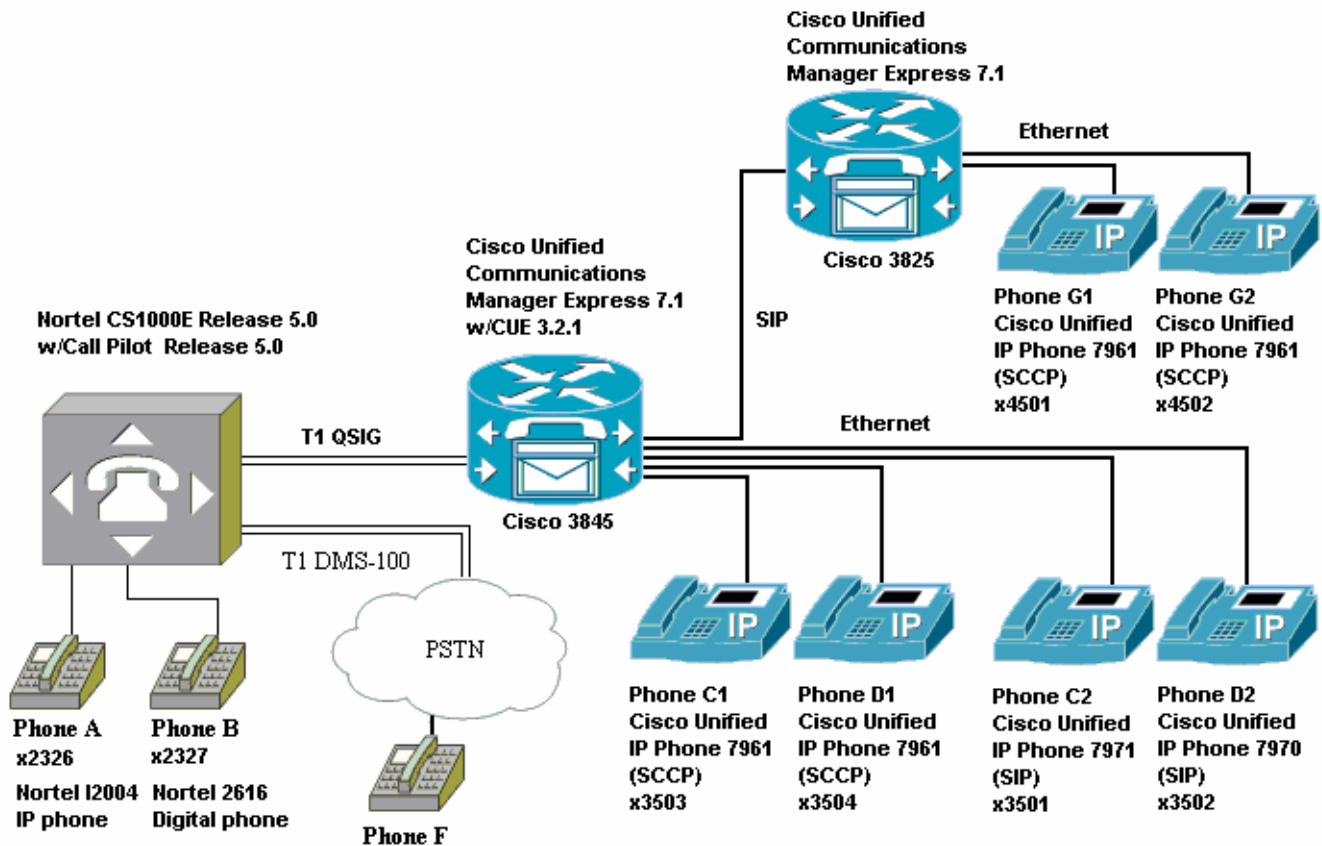 Cisco Unified
Communications
Manager Express 7.1
Ethernet
Cisco 3825
IP
IP
Phone G1
Cisco Unified
IP Phone 7961
(SCCP)
x4501
Phone G2
Cisco Unified
IP Phone 7961
(SCCP)
x4502
Cisco Unified
Communications
Manager Express 7.1
w/CUE 3.2.1
SIP
Nortel CS1000E Release 5.0
w/Call Pilot Release 5.0
T1 QSIG
Ethernet
Cisco 3845
T1 DMS-100
PSTN
IP
IP
IP
IP
Phone A
x2326
Nortel I2004
IP phone
Phone B
x2327
Nortel 2616
Digital phone
Phone F
Phone C1
Cisco Unified
IP Phone 7961
(SCCP)
x3503
Phone D1
Cisco Unified
IP Phone 7961
(SCCP)
x3504
Phone C2
Cisco Unified
IP Phone 7971
(SIP)
x3501
Phone D2
Cisco Unified
IP Phone 7970
(SIP)
x3502